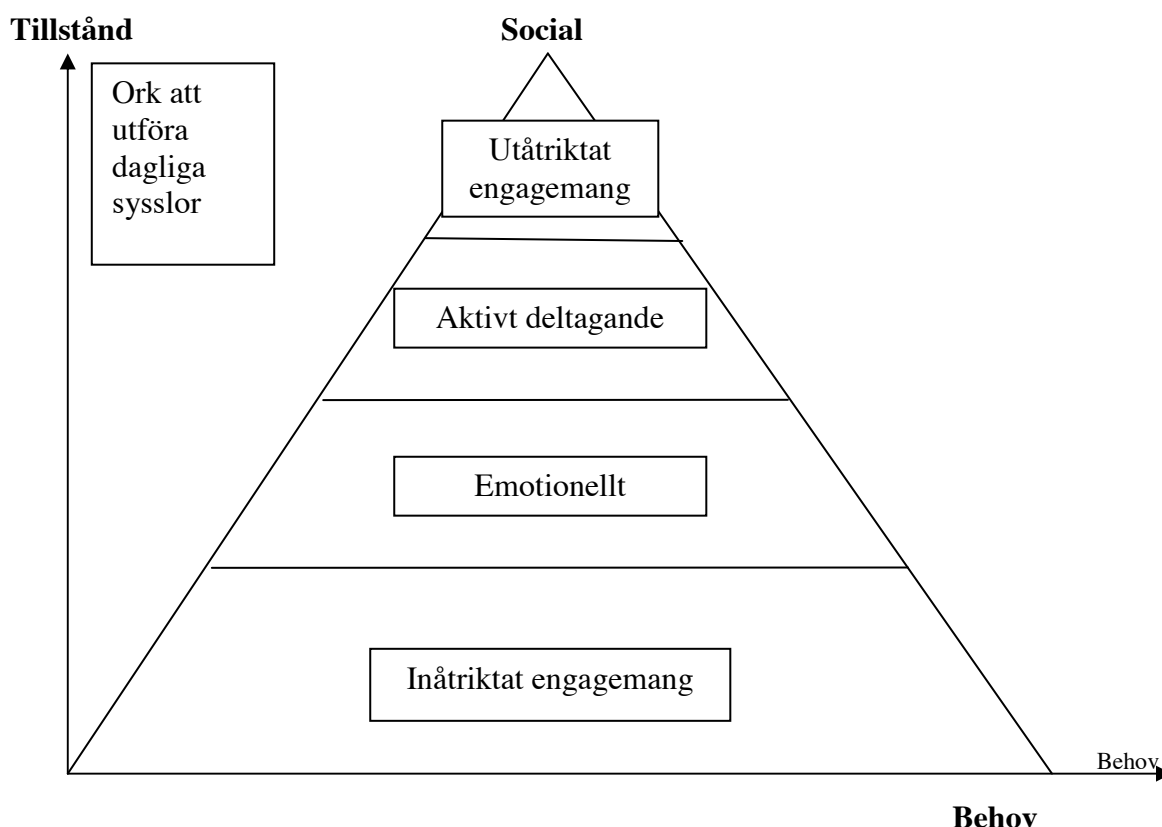 Tillstånd
Social
Ork att
utföra
dagliga
sysslor
Utåtriktat
engagemang
Aktivt deltagande
Emotionellt
Inåtriktat engagemang
Behov
Behov